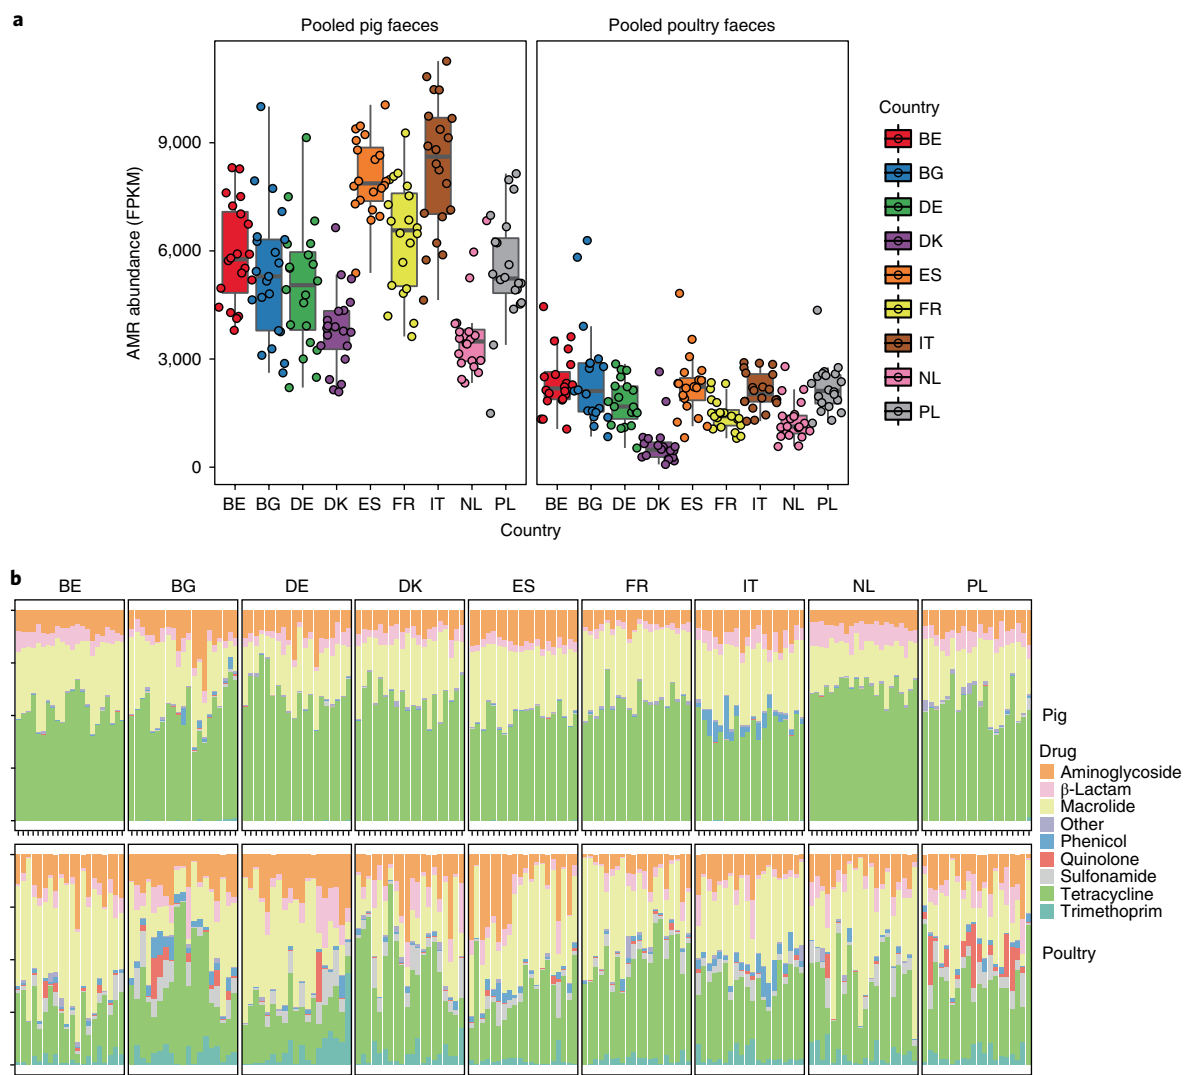 a
Pooled pig faeces
Pooled poultry faeces
AMR abundance (FPKM)
9,000
6,000
3,000
0
BE BG DE DK ES FR IT NL PL
BE BG DE DK ES FR IT NL PL
Country
Country
BE
BG
DE
DK
ES
FR
IT
NL
PL
b
BE BG DE DK ES FR IT NL PL
Pig
Drug
Aminoglycoside
β-Lactam
Macrolide
Other
Phenicol
Quinolone
Sulfonamide
Tetracycline
Trimethoprim
Poultry